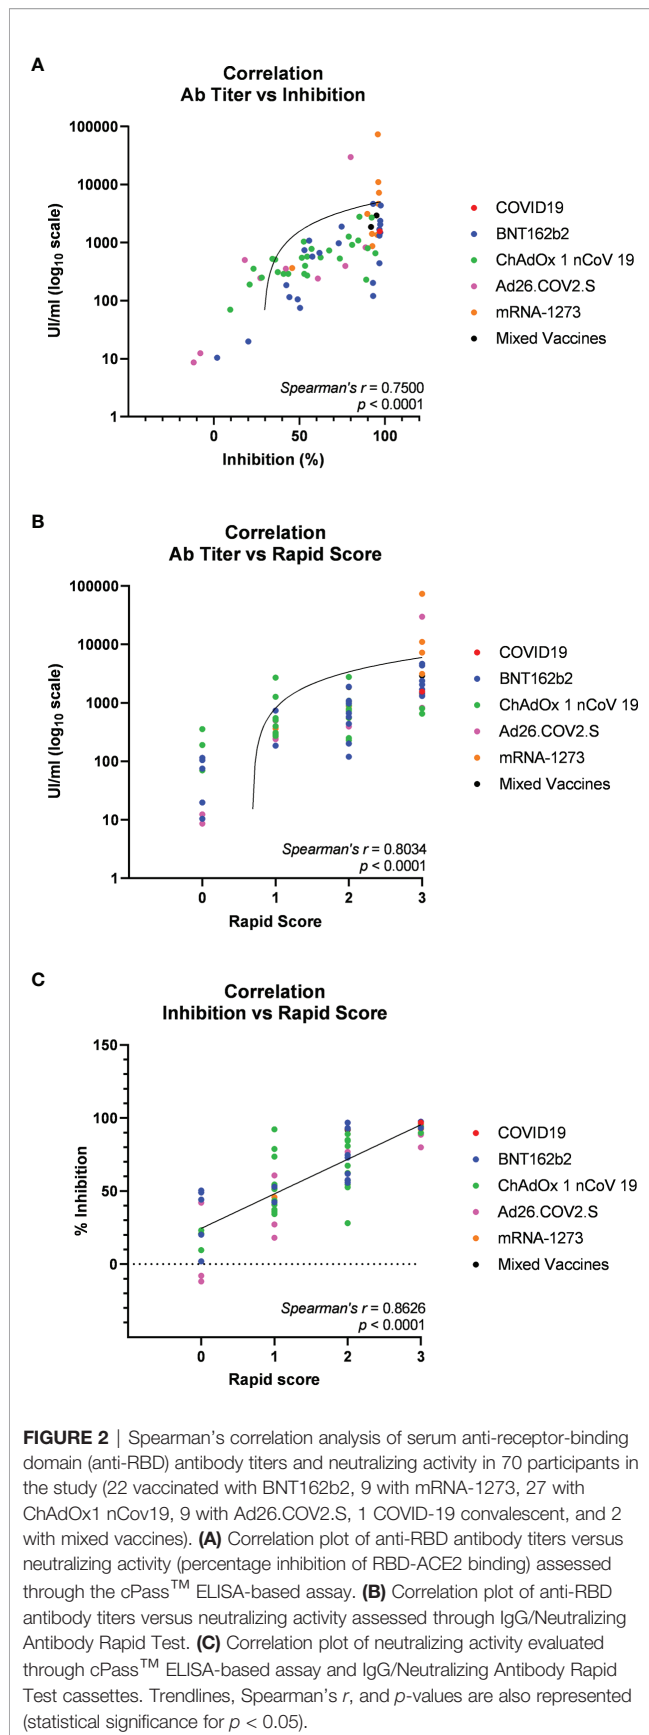 A
Correlation
Ab Titer vs Inhibition
100000
10000
1000
100
10
1
UI/ml (log10 scale)
0
50
100
Inhibition (%)
Spearman's r = 0.7500
p < 0.0001
COVID19
BNT162b2
ChAdOx 1 nCoV 19
Ad26.COV2.S
mRNA-1273
Mixed Vaccines
B
Correlation
Ab Titer vs Rapid Score
100000
10000
1000
100
10
1
UI/ml (log10 scale)
0
1
2
3
Rapid Score
Spearman's r = 0.8034
p < 0.0001
COVID19
BNT162b2
ChAdOx 1 nCoV 19
Ad26.COV2.S
mRNA-1273
Mixed Vaccines
C
Correlation
Inhibition vs Rapid Score
150
100
50
0
% Inhibition
0
1
2
3
Rapid score
Spearman's r = 0.8626
p < 0.0001
COVID19
BNT162b2
ChAdOx 1 nCoV 19
Ad26.COV2.S
mRNA-1273
Mixed Vaccines
FIGURE 2 | Spearman's correlation analysis of serum anti-receptor-binding
domain (anti-RBD) antibody titers and neutralizing activity in 70 participants in
the study (22 vaccinated with BNT162b2, 9 with mRNA-1273, 27 with
ChAdOx1 nCov19, 9 with Ad26.COV2.S, 1 COVID-19 convalescent, and 2
with mixed vaccines). (A) Correlation plot of anti-RBD antibody titers versus
neutralizing activity (percentage inhibition of RBD-ACE2 binding) assessed
through the cPass™ ELISA-based assay. (B) Correlation plot of anti-RBD
antibody titers versus neutralizing activity assessed through IgG/Neutralizing
Antibody Rapid Test. (C) Correlation plot of neutralizing activity evaluated
through cPass™ ELISA-based assay and IgG/Neutralizing Antibody Rapid
Test cassettes. Trendlines, Spearman's r, and p-values are also represented
(statistical significance for p < 0.05).